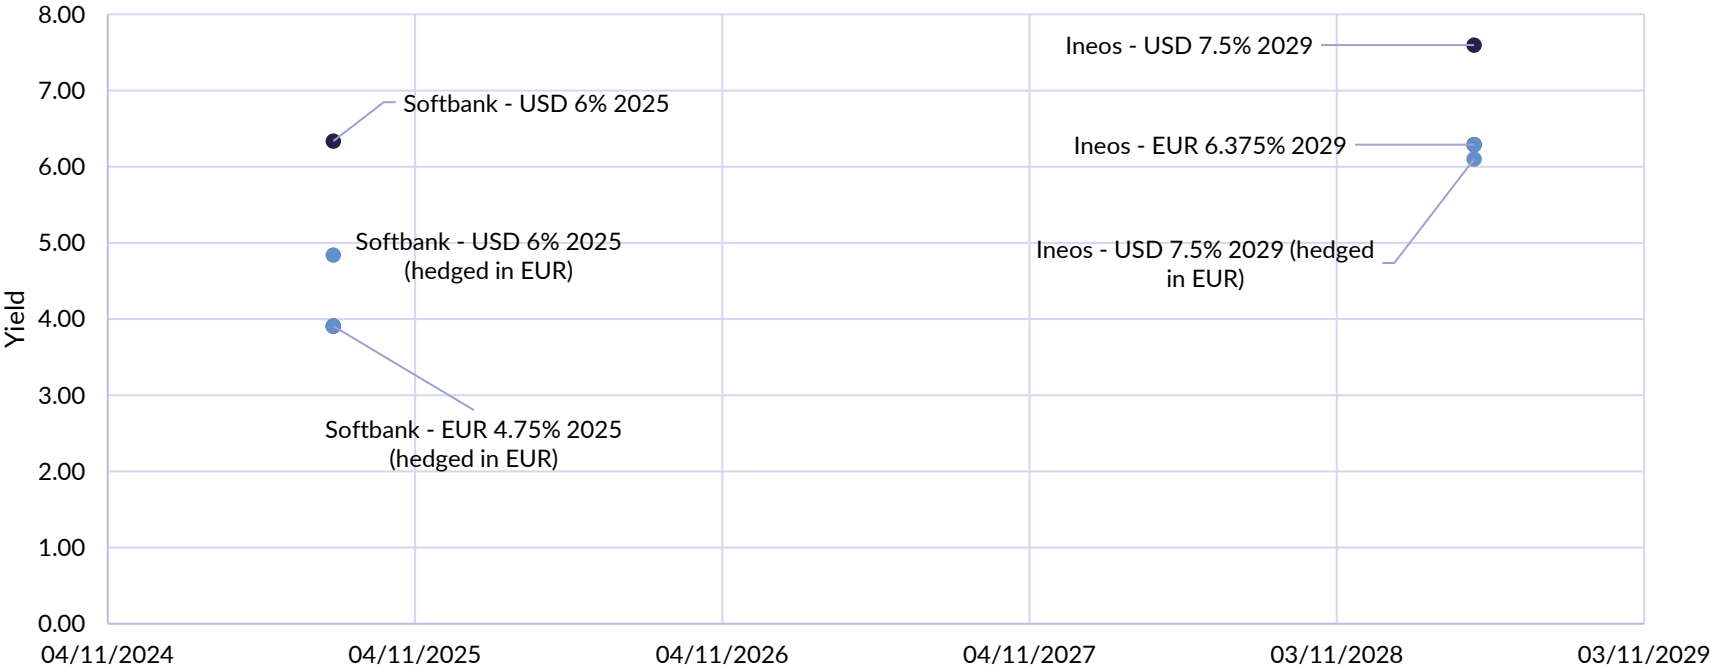 8.00
7.00
6.00
5.00
4.00
3.00
2.00
1.00
0.00
Yield
Ineos - USD 7.5% 2029
Softbank - USD 6% 2025
Ineos - EUR 6.375% 2029
Softbank - USD 6% 2025
(hedged in EUR)
Ineos - USD 7.5% 2029 (hedged
in EUR)
Softbank - EUR 4.75% 2025
(hedged in EUR)
04/11/2024
04/11/2025
04/11/2026
04/11/2027
03/11/2028
03/11/2029